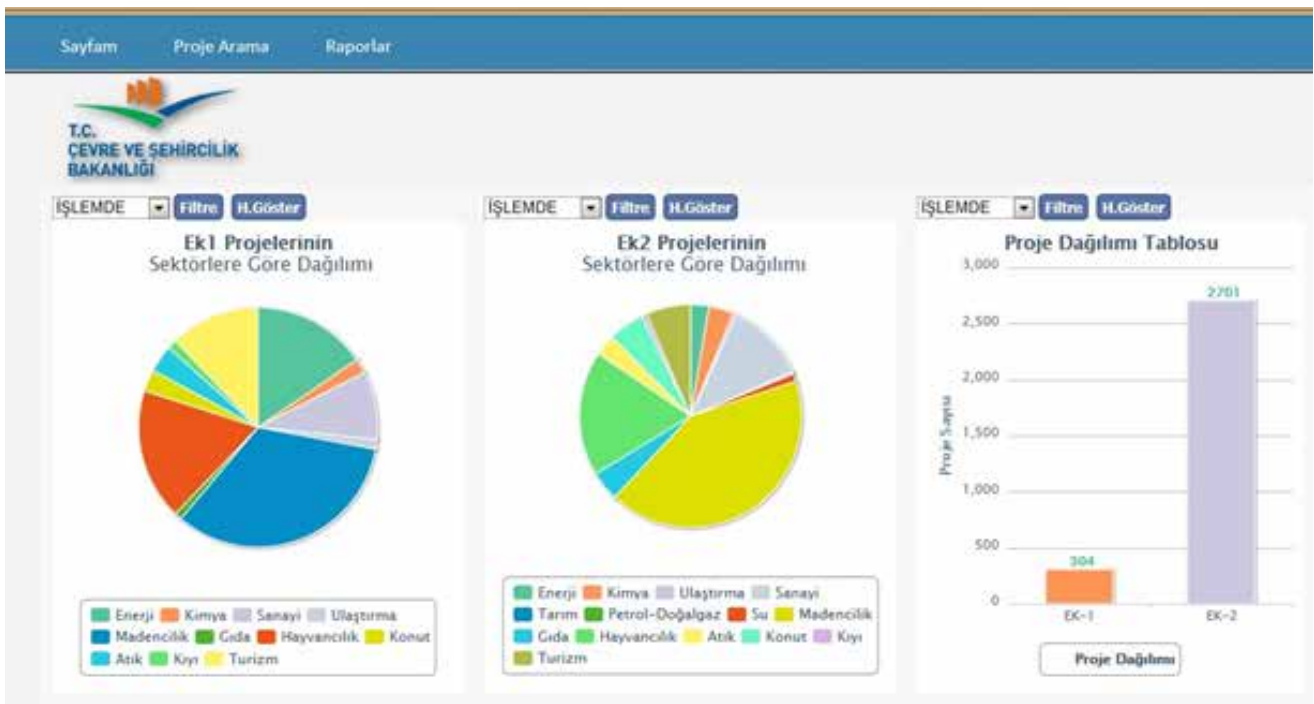 Sayfam Proje Arama Raporlar
T.C.
ÇEVRE VE ŞEHİRCİLİK
BAKANLIĞI
İŞLEMDE Filtre H.Göster
Ek1 Projelerinin
Sektörlere Göre Dağılımı
Enerji Kimya Sanayi Ulaştırma
Madencilik Gıda Hayvancılık Konut
Atık Kıyı Turizm
İŞLEMDE Filtre H.Göster
Ek2 Projelerinin
Sektörlere Göre Dağılımı
Enerji Kimya Ulaştırma Sanayi
Tarım Petrol-Doğalgaz Su Madencilik
Gıda Hayvancılık Atık Konut Kıyı
Turizm
İŞLEMDE Filtre H.Göster
Proje Dağılımı Tablosu
3,000
2701
2,500
2,000
Proje Sayısı
1,500
1,000
500
304
0
EK-1 EK-2
Proje Dağılımı